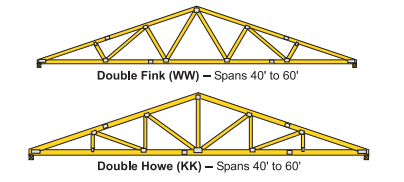 Double Fink (WW) – Spans 40' to 60'
Double Howe (KK) – Spans 40' to 60'